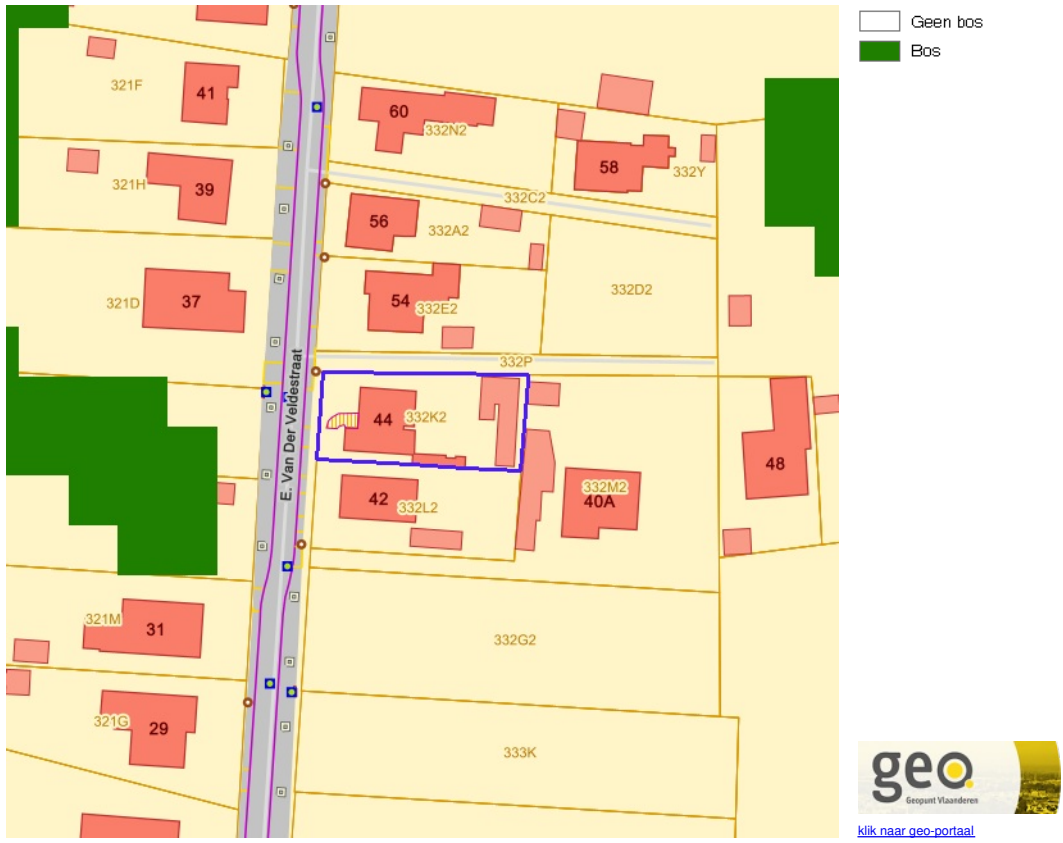 Geen bos
Bos
321F
41
60
332N2
58
332Y
321H
39
332C2
56
332A2
321D
37
54
332E2
332D2
332P
E. Van Der Veldestraat
44
332K2
42
332L2
332M2
40A
48
321M
31
332G2
321G
29
333K
geo.
Geopunt Vlaanderen
klik naar geo-portaal